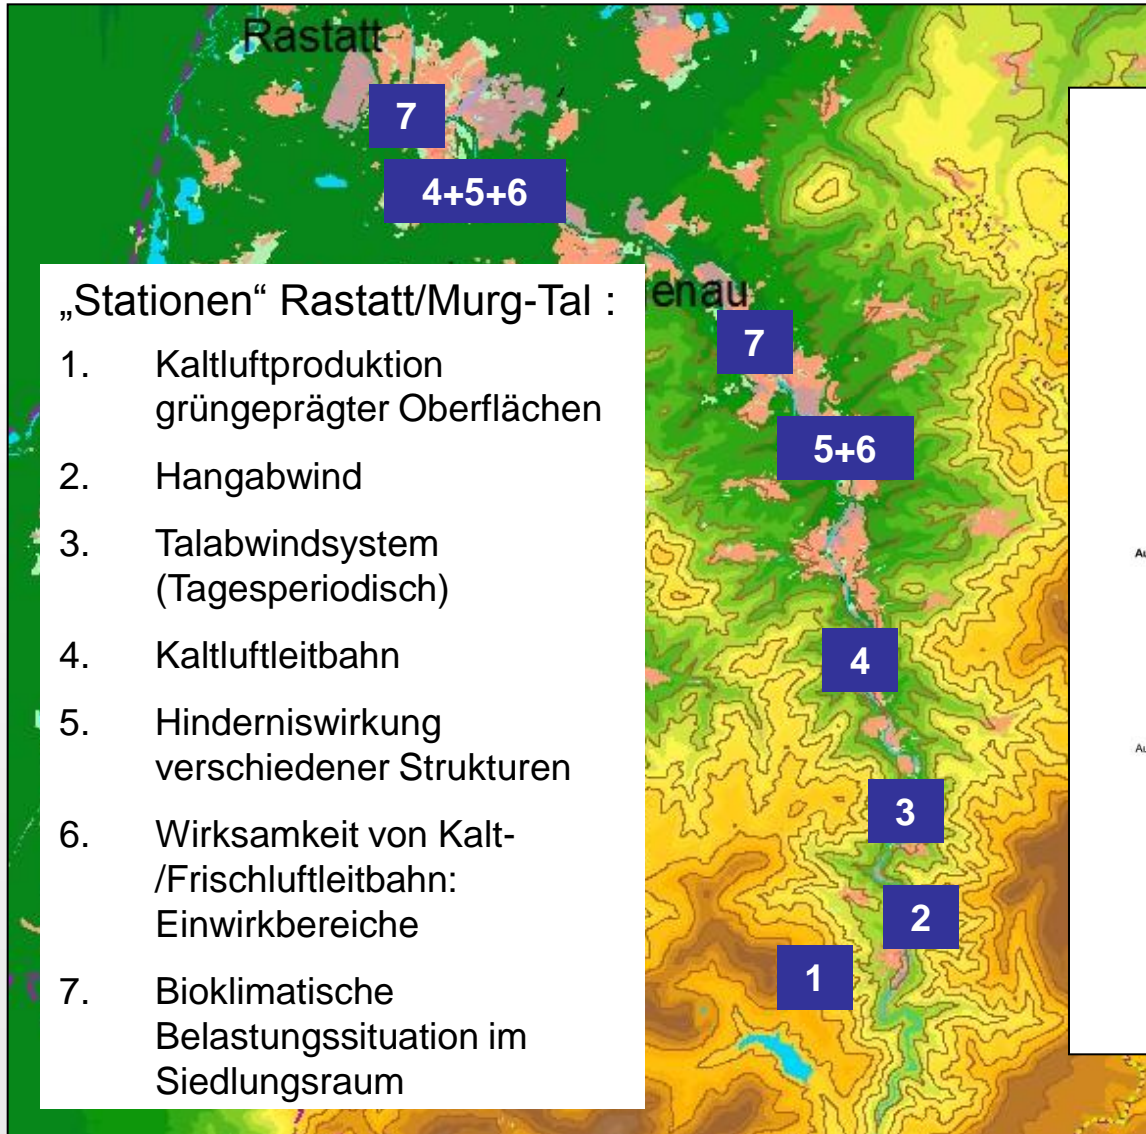 Rastatt
7
4+5+6
„Stationen“ Rastatt/Murg-Tal :
enau
1. Kaltluftproduktion
grüngeprägter Oberflächen
2. Hangabwind
3. Talabwindsystem
(Tagesperiodisch)
4. Kaltluftleitbahn
5. Hinderniswirkung
verschiedener Strukturen
6. Wirksamkeit von Kalt-
/Frischluftleitbahn:
Einwirkbereiche
7. Bioklimatische
Belastungssituation im
Siedlungsraum
7
5+6
4
3
2
1
Au
Au